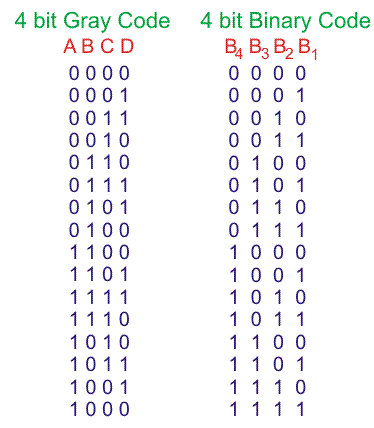 4 bit Gray Code 4 bit Binary Code
A B C D B4 B3 B2 B1
0 0 0 0 0 0 0 0
0 0 0 1 0 0 0 1
0 0 1 1 0 0 1 0
0 0 1 0 0 0 1 1
0 1 1 0 0 1 0 0
0 1 1 1 0 1 0 1
0 1 0 1 0 1 1 0
0 1 0 0 0 1 1 1
1 1 0 0 1 0 0 0
1 1 0 1 1 0 0 1
1 1 1 1 1 0 1 0
1 1 1 0 1 0 1 1
1 0 1 0 1 1 0 0
1 0 1 1 1 1 0 1
1 0 0 1 1 1 1 0
1 0 0 0 1 1 1 1